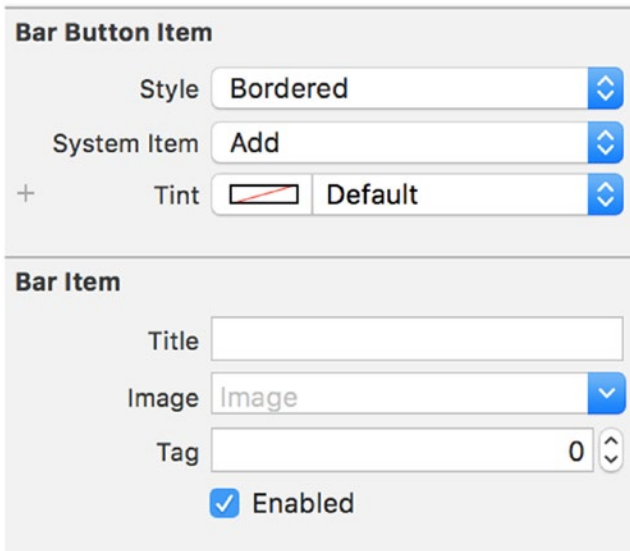 Bar Button Item
Style Bordered
System Item Add
+ Tint Default
Bar Item
Title
Image Image
Tag 0
Enabled